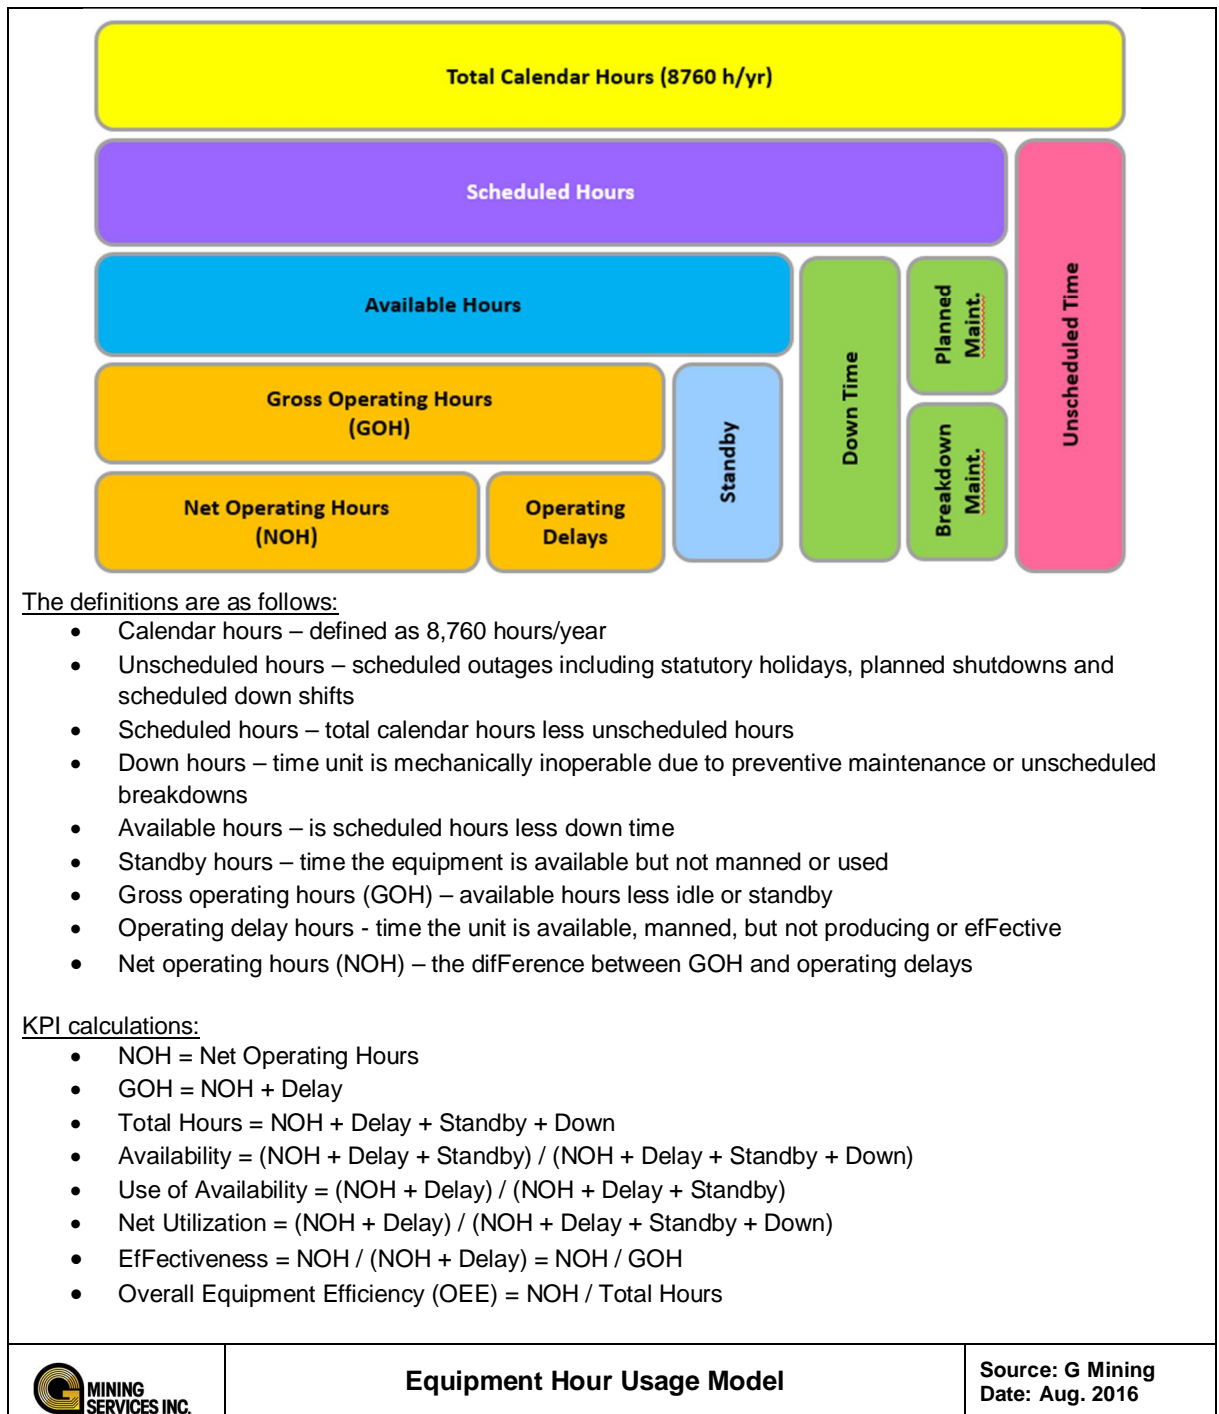 Total Calendar Hours (8760 h/yr)
Scheduled Hours
Unscheduled Time
Available Hours
Down Time
Planned
Maint.
Gross Operating Hours
(GOH)
Standby
Breakdown
Maint.
Net Operating Hours
(NOH)
Operating
Delays
The definitions are as follows:
• Calendar hours – defined as 8,760 hours/year
• Unscheduled hours – scheduled outages including statutory holidays, planned shutdowns and
scheduled down shifts
• Scheduled hours – total calendar hours less unscheduled hours
• Down hours – time unit is mechanically inoperable due to preventive maintenance or unscheduled
breakdowns
• Available hours – is scheduled hours less down time
• Standby hours – time the equipment is available but not manned or used
• Gross operating hours (GOH) – available hours less idle or standby
• Operating delay hours - time the unit is available, manned, but not producing or efFective
• Net operating hours (NOH) – the difFerence between GOH and operating delays
KPI calculations:
• NOH = Net Operating Hours
• GOH = NOH + Delay
• Total Hours = NOH + Delay + Standby + Down
• Availability = (NOH + Delay + Standby) / (NOH + Delay + Standby + Down)
• Use of Availability = (NOH + Delay) / (NOH + Delay + Standby)
• Net Utilization = (NOH + Delay) / (NOH + Delay + Standby + Down)
• EfFectiveness = NOH / (NOH + Delay) = NOH / GOH
• Overall Equipment Efficiency (OEE) = NOH / Total Hours
G MINING
SERVICES INC.
Equipment Hour Usage Model
Source: G Mining
Date: Aug. 2016